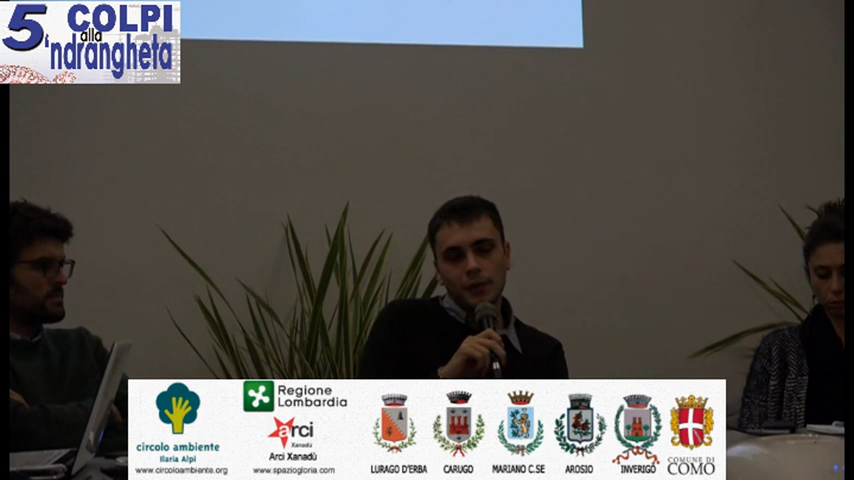 5 COLPI
alla
'ndrangheta
circolo ambiente
Ilaria Alpi
www.circoloambiente.org
Regione
Lombardia
arci
Xanadù
Arci Xanadù
www.spaziogloria.com
LURAGO D'ERBA
CARUGO
MARIANO C.SE
AROSIO
INVERIGO
COMUNE DI
COMO